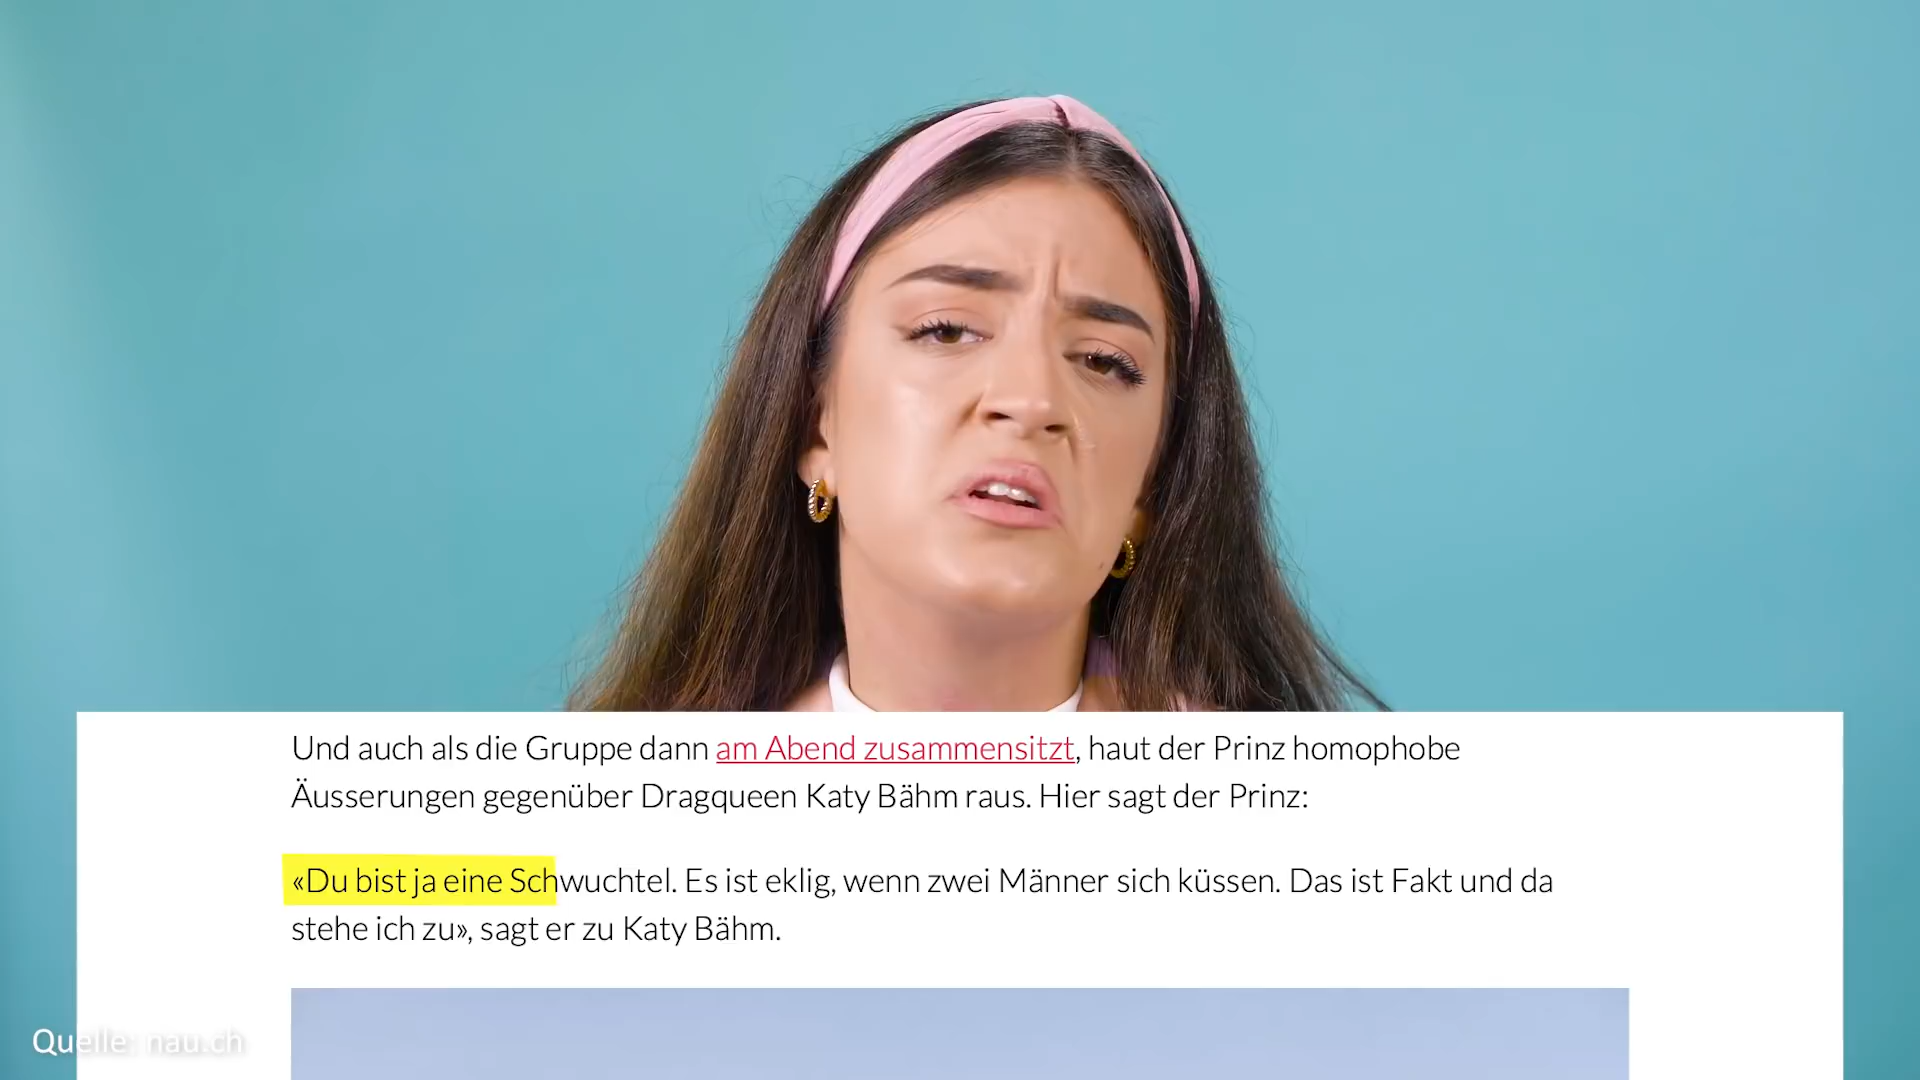 Und auch als die Gruppe dann am Abend zusammensitzt, haut der Prinz homophobe
Äusserungen gegenüber Dragqueen Katy Bähm raus. Hier sagt der Prinz:
«Du bist ja eine Schwuchtel. Es ist eklig, wenn zwei Männer sich küssen. Das ist Fakt und da
stehe ich zu», sagt er zu Katy Bähm.
Quelle: nau.ch